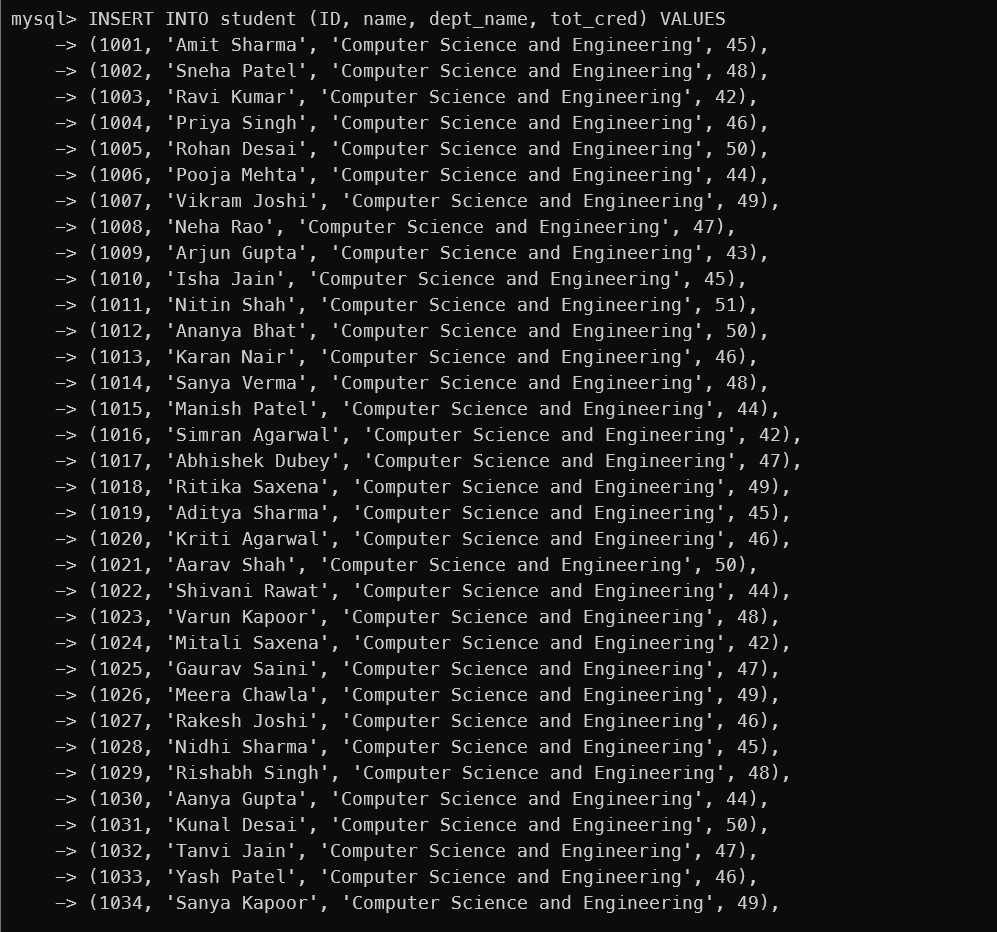 mysql> INSERT INTO student (ID, name, dept_name, tot_cred) VALUES
    -> (1001, 'Amit Sharma', 'Computer Science and Engineering', 45),
    -> (1002, 'Sneha Patel', 'Computer Science and Engineering', 48),
    -> (1003, 'Ravi Kumar', 'Computer Science and Engineering', 42),
    -> (1004, 'Priya Singh', 'Computer Science and Engineering', 46),
    -> (1005, 'Rohan Desai', 'Computer Science and Engineering', 50),
    -> (1006, 'Pooja Mehta', 'Computer Science and Engineering', 44),
    -> (1007, 'Vikram Joshi', 'Computer Science and Engineering', 49),
    -> (1008, 'Neha Rao', 'Computer Science and Engineering', 47),
    -> (1009, 'Arjun Gupta', 'Computer Science and Engineering', 43),
    -> (1010, 'Isha Jain', 'Computer Science and Engineering', 45),
    -> (1011, 'Nitin Shah', 'Computer Science and Engineering', 51),
    -> (1012, 'Ananya Bhat', 'Computer Science and Engineering', 50),
    -> (1013, 'Karan Nair', 'Computer Science and Engineering', 46),
    -> (1014, 'Sanya Verma', 'Computer Science and Engineering', 48),
    -> (1015, 'Manish Patel', 'Computer Science and Engineering', 44),
    -> (1016, 'Simran Agarwal', 'Computer Science and Engineering', 42),
    -> (1017, 'Abhishek Dubey', 'Computer Science and Engineering', 47),
    -> (1018, 'Ritika Saxena', 'Computer Science and Engineering', 49),
    -> (1019, 'Aditya Sharma', 'Computer Science and Engineering', 45),
    -> (1020, 'Kriti Agarwal', 'Computer Science and Engineering', 46),
    -> (1021, 'Aarav Shah', 'Computer Science and Engineering', 50),
    -> (1022, 'Shivani Rawat', 'Computer Science and Engineering', 44),
    -> (1023, 'Varun Kapoor', 'Computer Science and Engineering', 48),
    -> (1024, 'Mitali Saxena', 'Computer Science and Engineering', 42),
    -> (1025, 'Gaurav Saini', 'Computer Science and Engineering', 47),
    -> (1026, 'Meera Chawla', 'Computer Science and Engineering', 49),
    -> (1027, 'Rakesh Joshi', 'Computer Science and Engineering', 46),
    -> (1028, 'Nidhi Sharma', 'Computer Science and Engineering', 45),
    -> (1029, 'Rishabh Singh', 'Computer Science and Engineering', 48),
    -> (1030, 'Aanya Gupta', 'Computer Science and Engineering', 44),
    -> (1031, 'Kunal Desai', 'Computer Science and Engineering', 50),
    -> (1032, 'Tanvi Jain', 'Computer Science and Engineering', 47),
    -> (1033, 'Yash Patel', 'Computer Science and Engineering', 46),
    -> (1034, 'Sanya Kapoor', 'Computer Science and Engineering', 49),